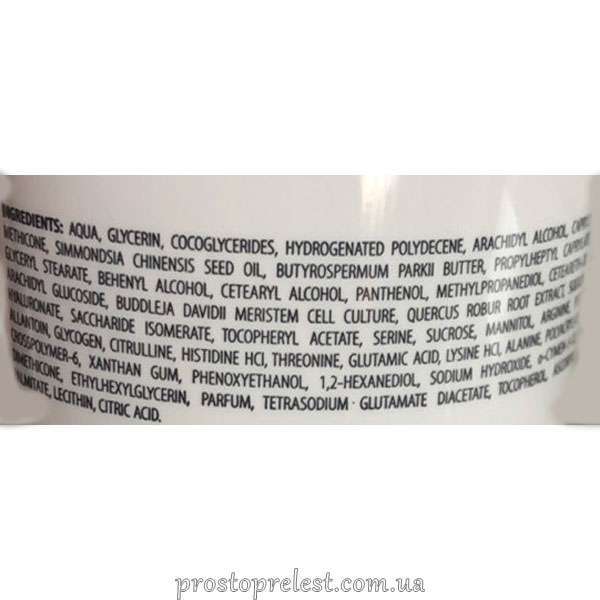 INGREDIENTS: AQUA, GLYCERIN, COCOGLYCERIDES, HYDROGENATED POLYDECENE, ARACHIDYL ALCOHOL,
METHICONE, SIMMONDSIA CHINENSIS SEED OIL, BUTYROSPERMUM PARKII BUTTER, PROPYLHEPTYL
GLYCERYL STEARATE, BEHENYL ALCOHOL, CETEARYL ALCOHOL, PANTHENOL, METHYLPROPANEDIOL,
ARACHIDYL GLUCOSIDE, BUDDLEJA DAVIDII MERISTEM CELL CULTURE, QUERCUS ROBUR ROOT EXTRACT,
HYALURONATE, SACCHARIDE ISOMERATE, TOCOPHERYL ACETATE, SERINE, SUCROSE, MANNITOL, ARGININE,
ALLANTOIN, GLYCOGEN, CITRULLINE, HISTIDINE HCl, THREONINE, GLUTAMIC ACID, LYSINE HCl, ALANINE,
CROSSPOLYMER-6, XANTHAN GUM, PHENOXYETHANOL, 1,2-HEXANEDIOL, SODIUM HYDROXIDE,
DIMETHICONE, ETHYLHEXYLGLYCERIN, PARFUM, TETRASODIUM GLUTAMATE DIACETATE, TOCOPHEROL,
PALMITATE, LECITHIN, CITRIC ACID.
prostoprelest.com.ua